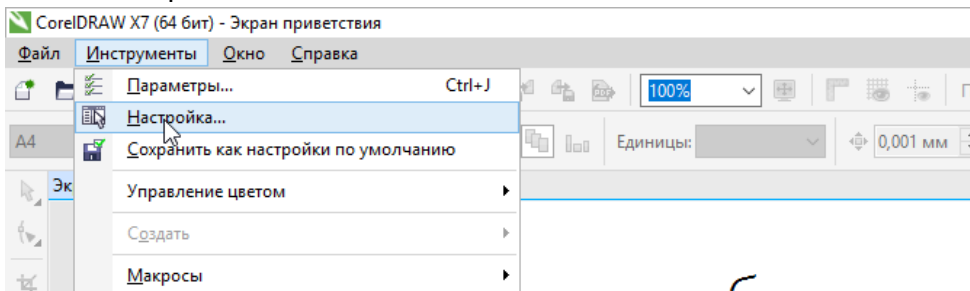 CorelDRAW X7 (64 бит) - Экран приветствия
Файл Инструменты Окно Справка
Параметры... Ctrl+J
100%
Настройка...
A4
Сохранить как настройки по умолчанию
Единицы:
0,001 мм
Эк
Управление цветом
Создать
Макросы